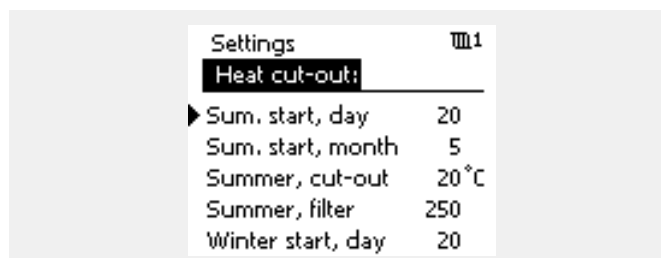 Settings 1
Heat cut-out:
Sum. start, day 20
Sum. start, month 5
Summer, cut-out 20°C
Summer, filter 250
Winter start, day 20